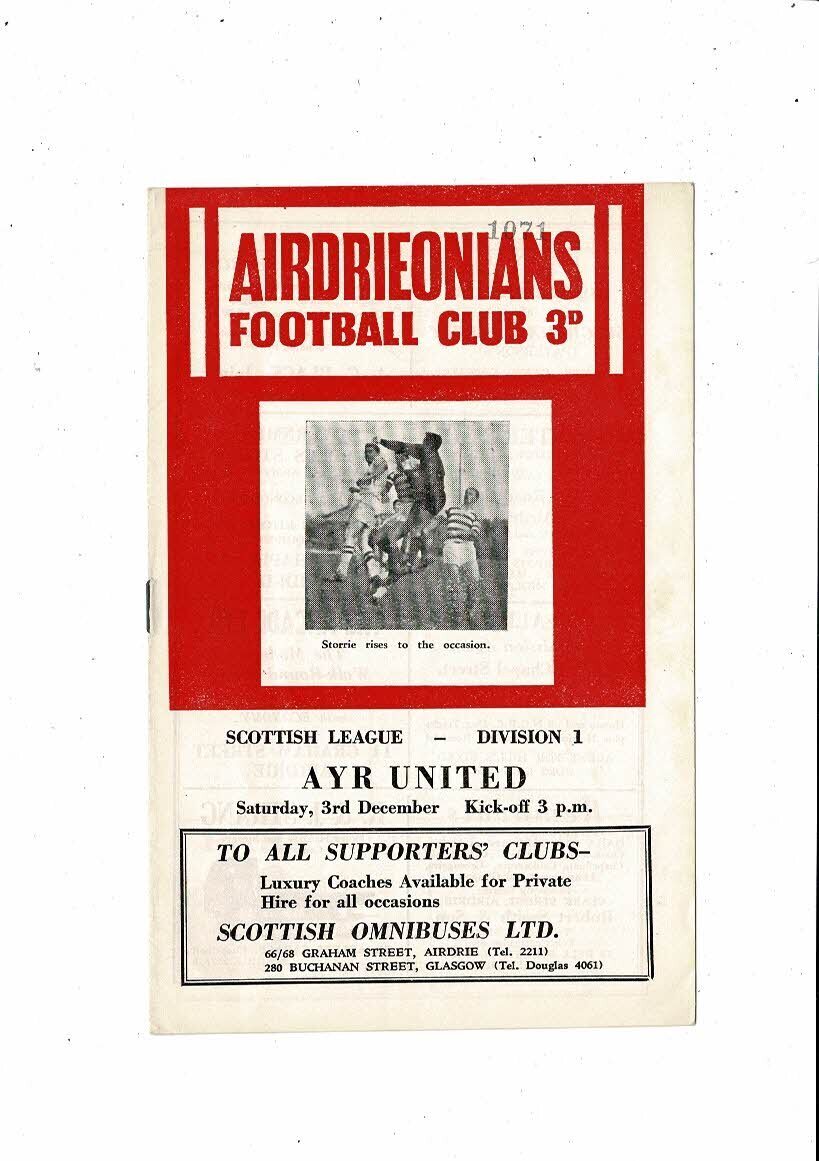 1071
AIRDRIEONIANS
FOOTBALL CLUB 3D
Storrie rises to the occasion.
SCOTTISH LEAGUE – DIVISION 1
AYR UNITED
Saturday, 3rd December Kick-off 3 p.m.
TO ALL SUPPORTERS' CLUBS–
Luxury Coaches Available for Private
Hire for all occasions
SCOTTISH OMNIBUSES LTD.
66/68 GRAHAM STREET, AIRDRIE (Tel. 2211)
280 BUCHANAN STREET, GLASGOW (Tel. Douglas 4061)